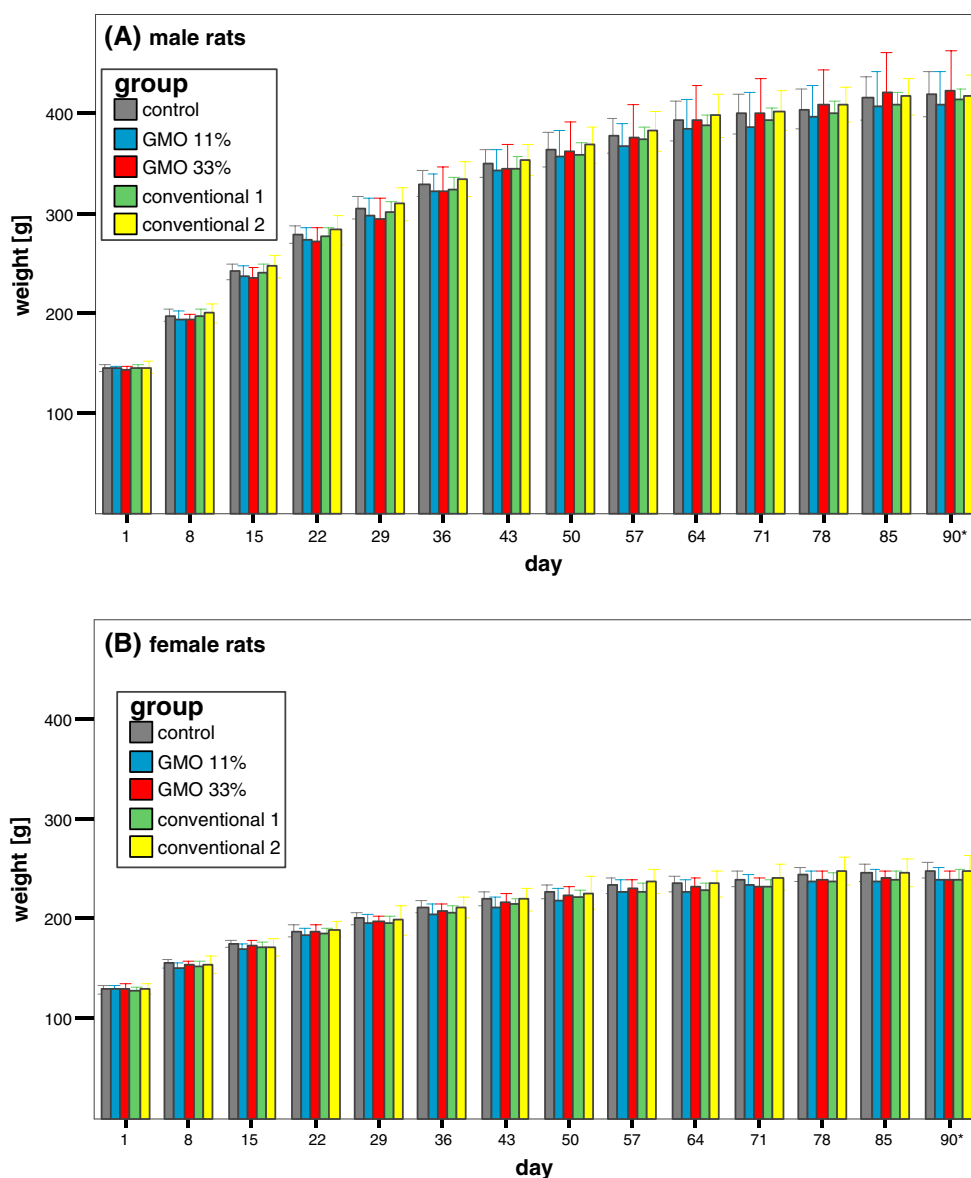 (A) male rats
group
control
GMO 11%
GMO 33%
conventional 1
conventional 2
weight [g]
400
300
200
100
1 8 15 22 29 36 43 50 57 64 71 78 85 90*
day
(B) female rats
group
control
GMO 11%
GMO 33%
conventional 1
conventional 2
weight [g]
400
300
200
100
1 8 15 22 29 36 43 50 57 64 71 78 85 90*
day